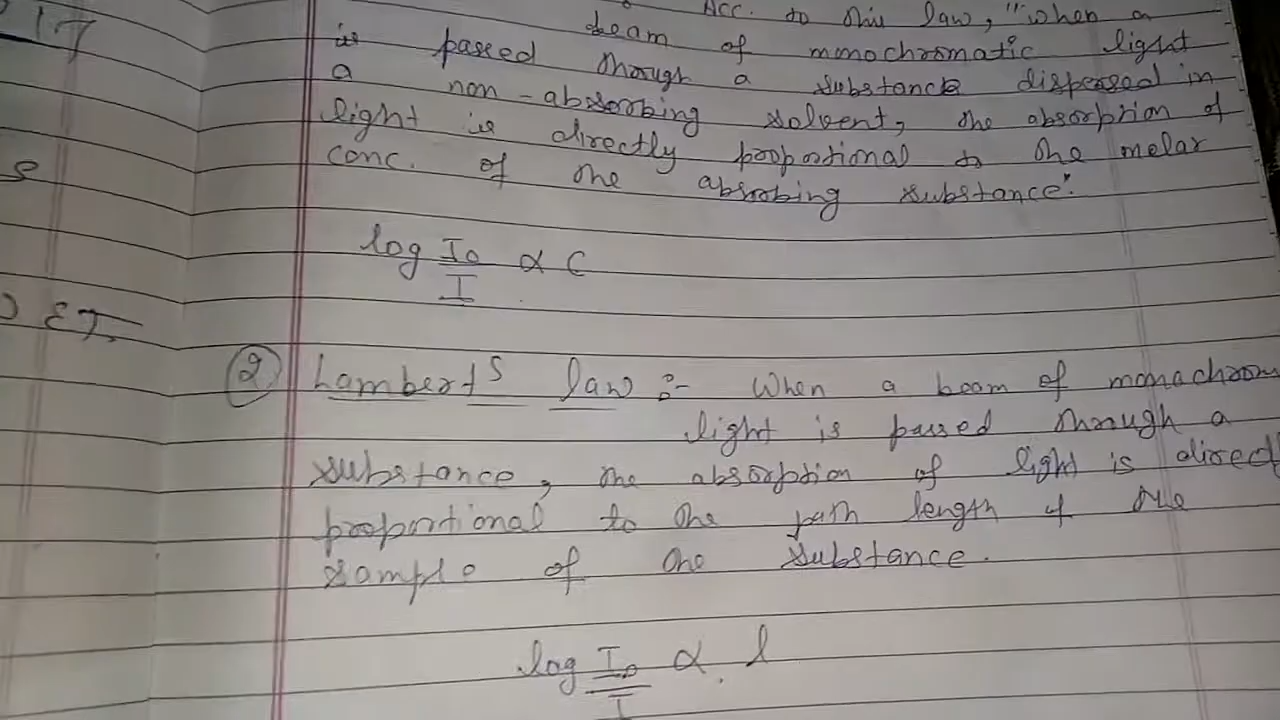 17
Acc. to this law, "when a
beam of monochromatic light
is passed through a substance dispersed in
a non-absorbing solvent, the absorption of
light is directly proportional to the molar
conc. of the absorbing substance".
log I₀/I ∝ C
② Lambert's law :- When a beam of monochrom
light is passed through a
substance, the absorption of light is direct
proportional to the path length of the
sample of the substance.
log I₀/I ∝ l